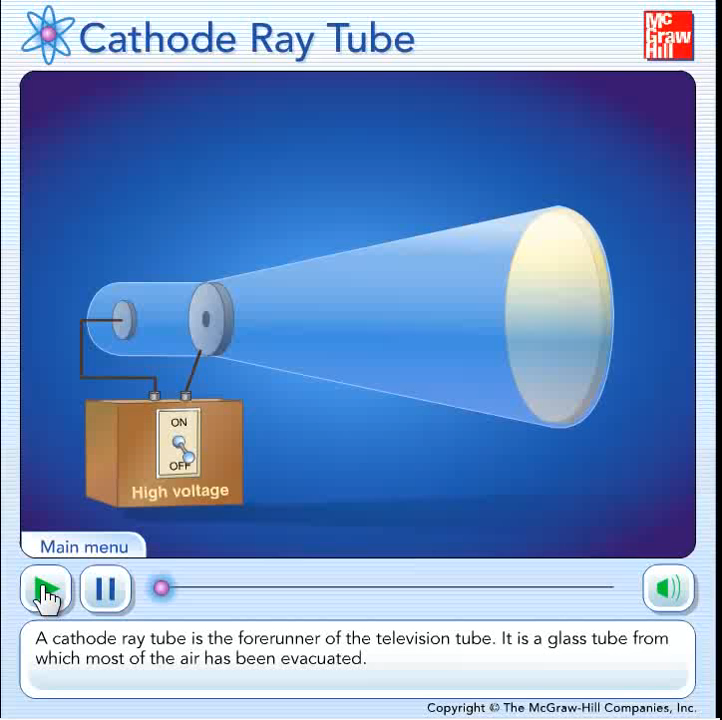 Cathode Ray Tube
Mc
Graw
Hill
ON
OFF
High voltage
Main menu
A cathode ray tube is the forerunner of the television tube. It is a glass tube from
which most of the air has been evacuated.
Copyright © The McGraw-Hill Companies, Inc.